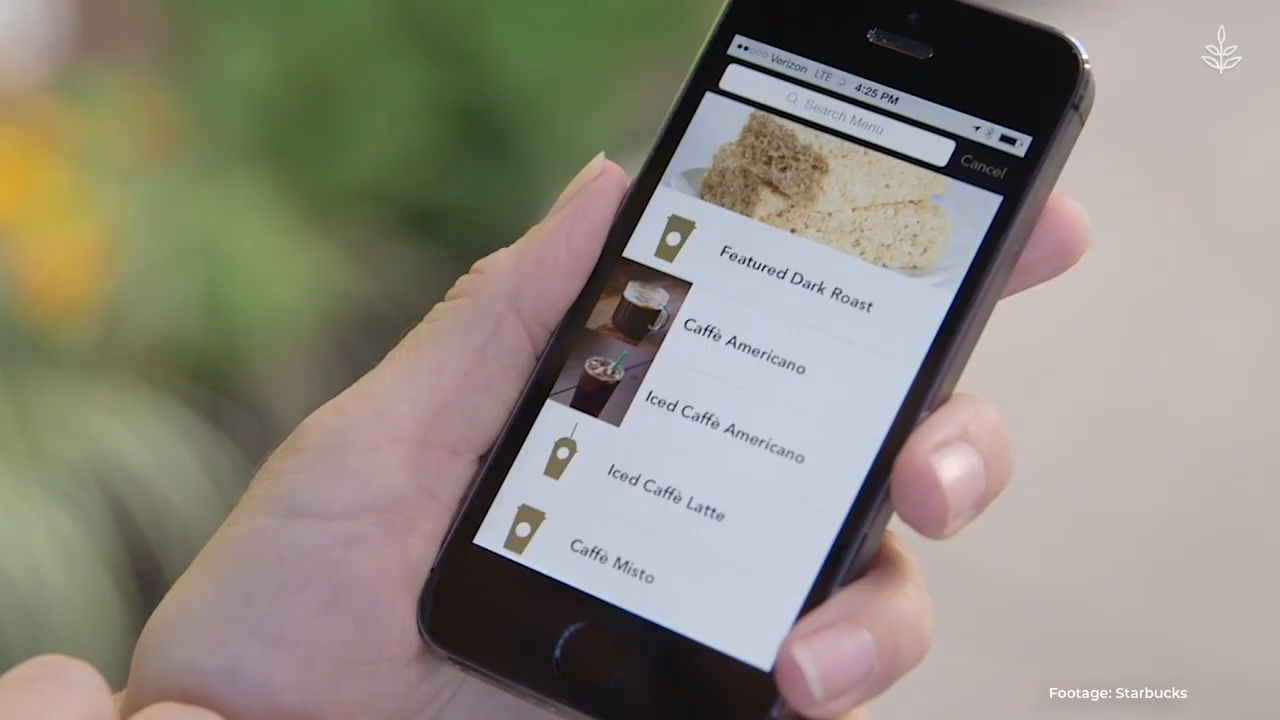 Verizon LTE 4:25 PM
Search Menu
Cancel
Featured Dark Roast
Caffè Americano
Iced Caffè Americano
Iced Caffè Latte
Caffè Misto
Footage: Starbucks